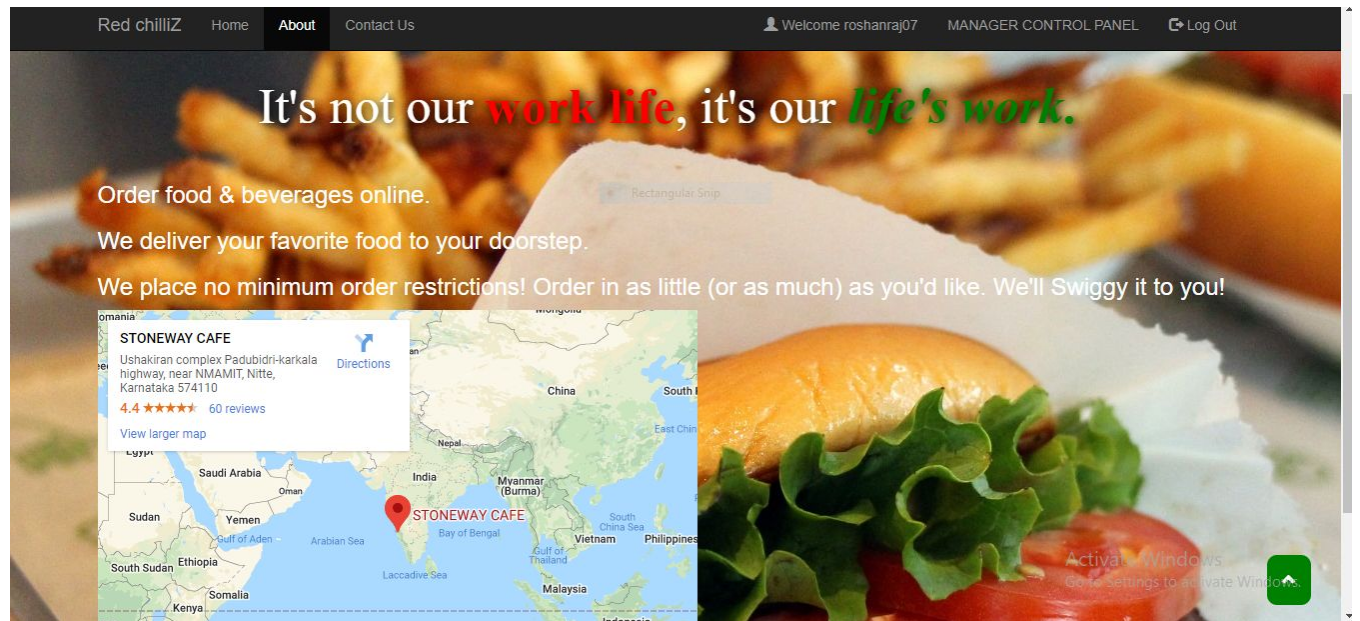 Red chilliZ Home About Contact Us Welcome roshanraj07 MANAGER CONTROL PANEL Log Out
It's not our work life, it's our life's work.
Order food & beverages online.
Rectangular Snip
We deliver your favorite food to your doorstep.
We place no minimum order restrictions! Order in as little (or as much) as you'd like. We'll Swiggy it to you!
STONEWAY CAFE
Ushakiran complex Padubidri-karkala
highway, near NMAMIT, Nitte,
Karnataka 574110
Directions
4.4 60 reviews
View larger map
omania
Mongolia
China
South
East Chin
Nepal
Egypt
Saudi Arabia
India
Myanmar
(Burma)
Oman
STONEWAY CAFE
Sudan
Yemen
Gulf of Aden
Arabian Sea
Bay of Bengal
South
China Sea
Vietnam
Philippines
Gulf of
Thailand
South Sudan
Ethiopia
Laccadive Sea
Somalia
Malaysia
Kenya
Indonesia
Activate Windows
Go to Settings to activate Windows.